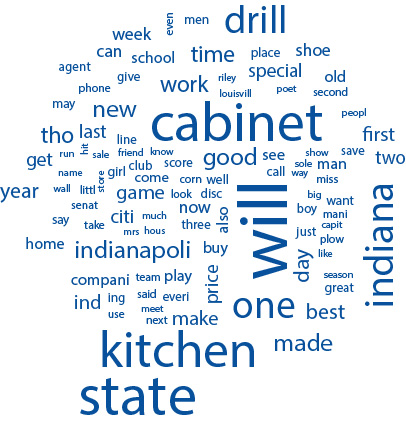 even men drill
week
can school time place shoe
agent
give riley special old
phone work louisvill poet second
may new cabinet peopl
tho last line first
hit
get run sale friend know good see show save two
name girl club score sole man
call way miss
year wall littl store come corn well
game look disc will big want indiana
senat now also boy mani
say take citi much three just capit
mrs hous plow
home indianapoli buy day like
compani team play price season
great
ind ing said everi one best
use meet
next make
kitchen made
state